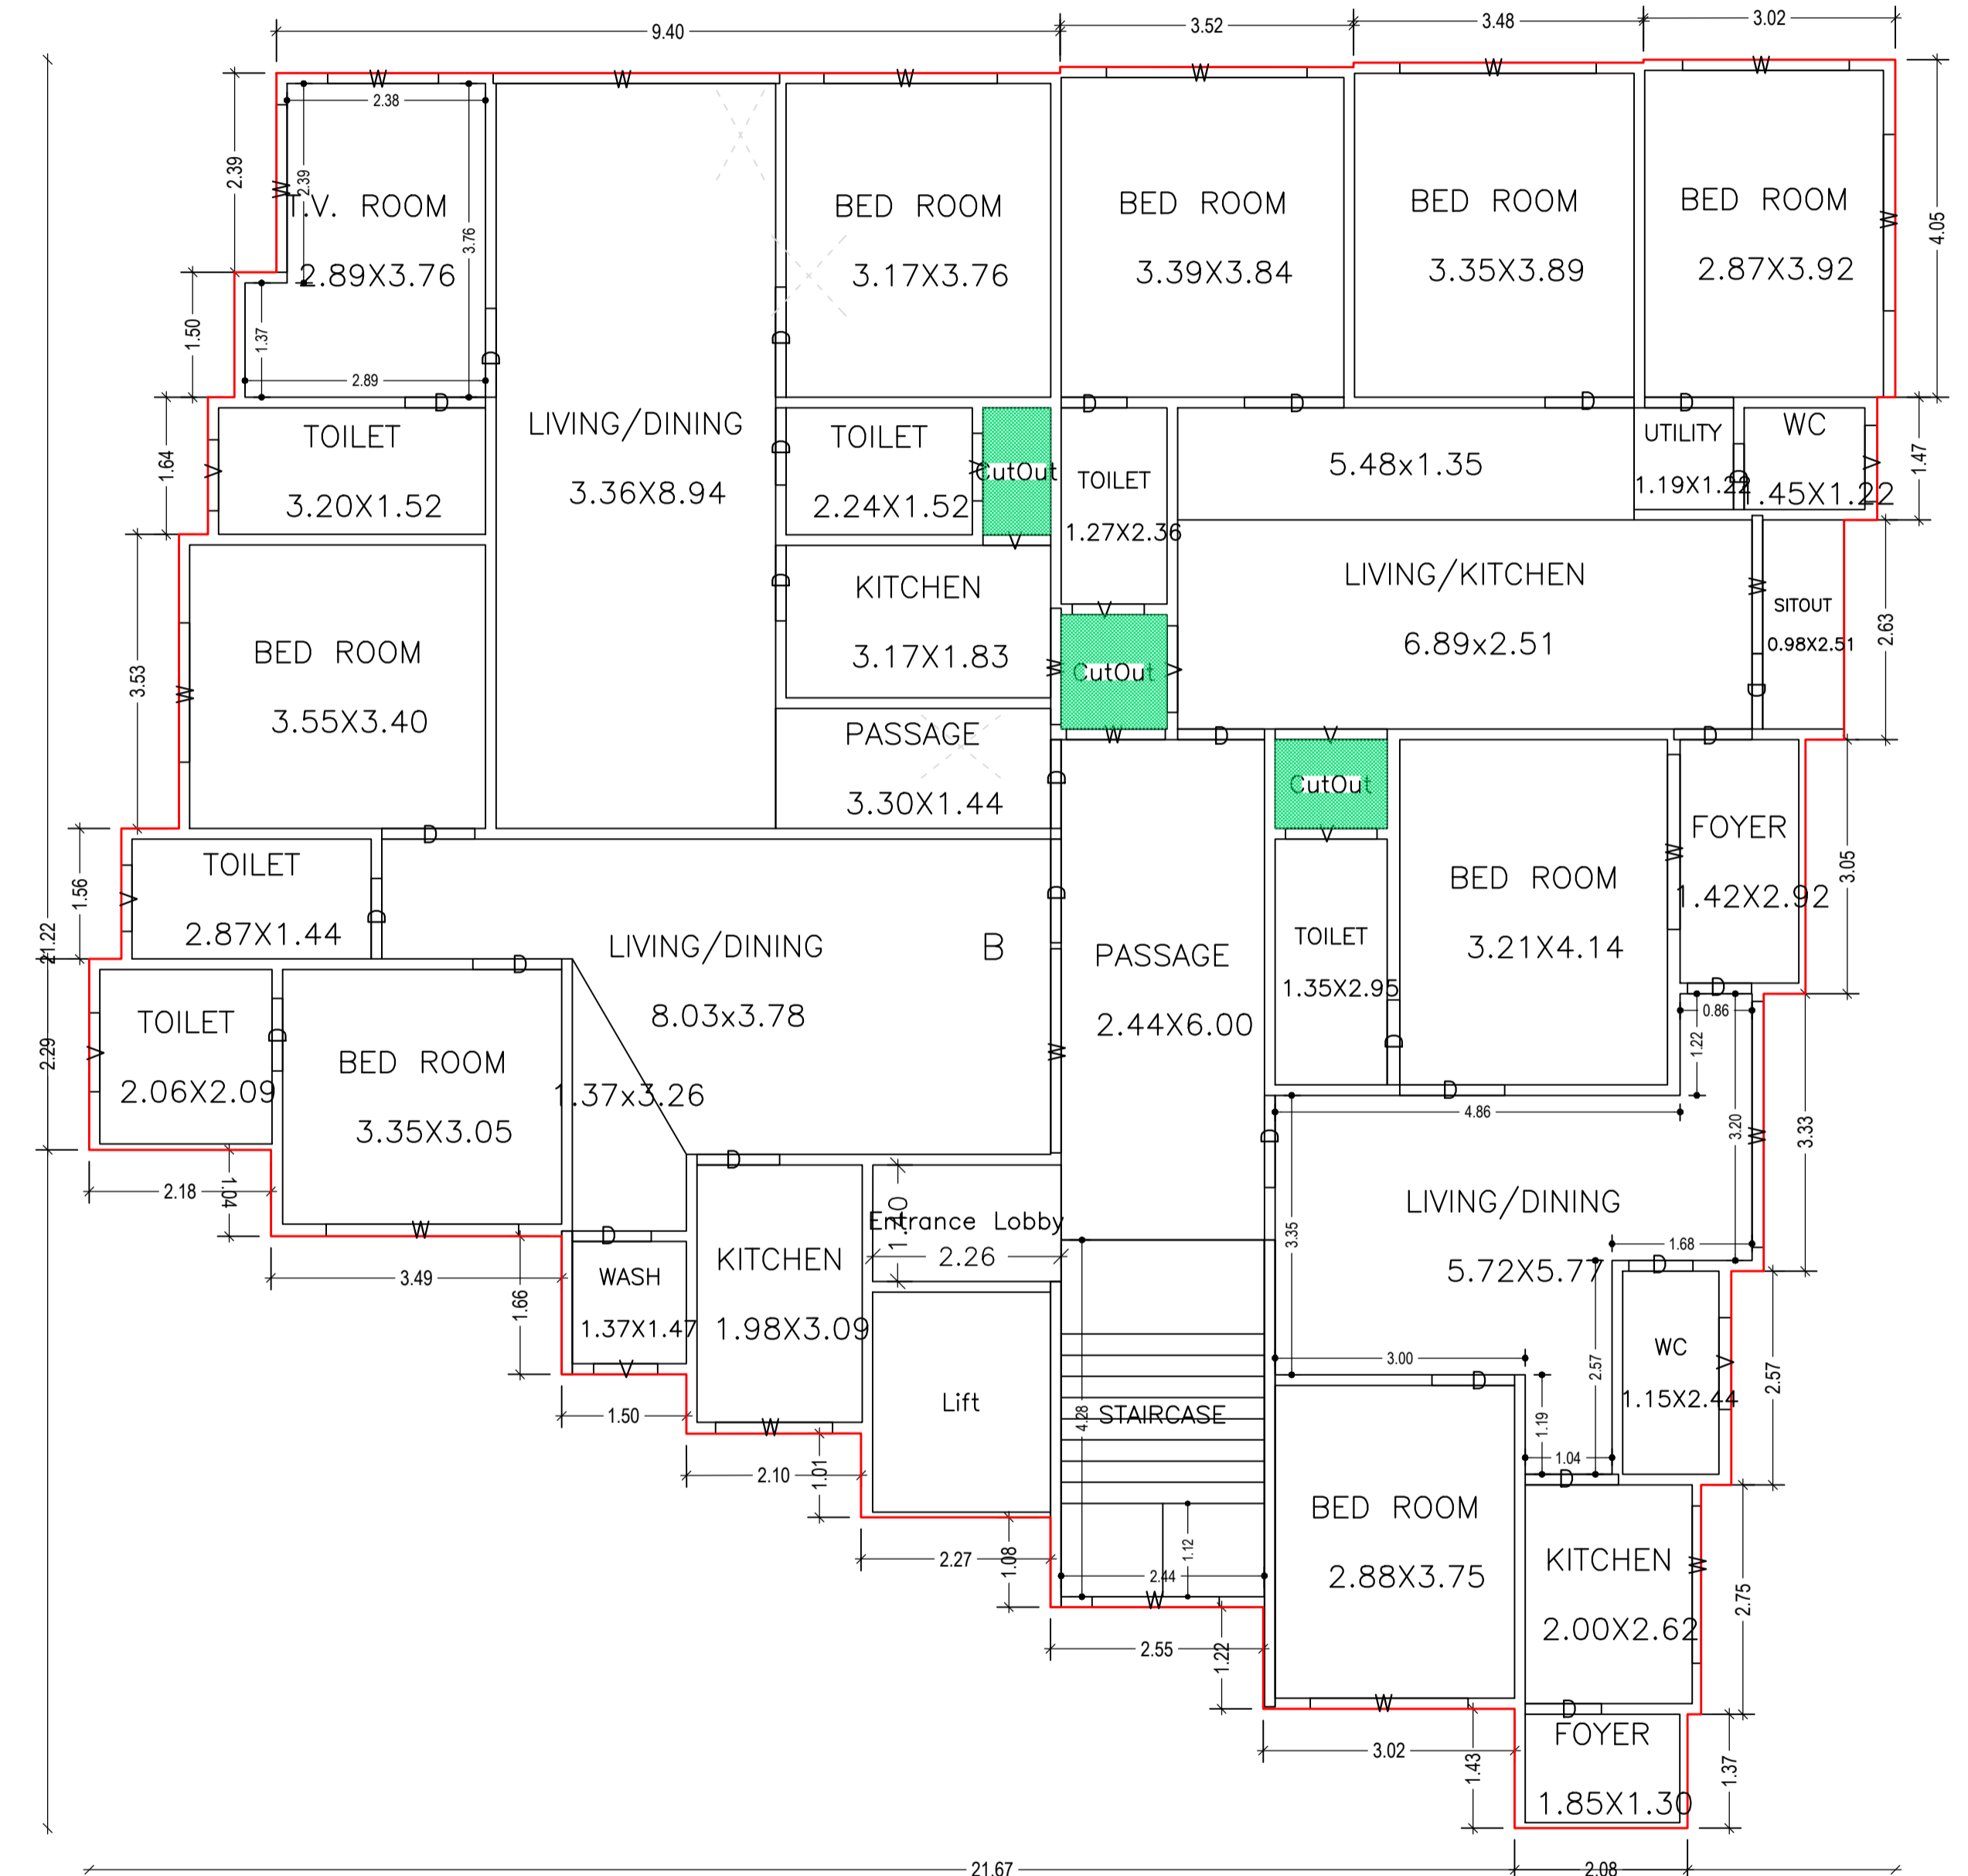 9.40
3.52
3.48
3.02
W
W
W
W
W
W
2.38
2.39
W
2.39
3.76
T.V. ROOM
2.89X3.76
BED ROOM
3.17X3.76
BED ROOM
3.39X3.84
BED ROOM
3.35X3.89
BED ROOM
2.87X3.92
W
4.05
1.50
1.37
2.89
D
D
D
D
D
D
D
1.64
V
TOILET
3.20X1.52
LIVING/DINING
3.36X8.94
D
TOILET
2.24X1.52
V
CutOut
V
TOILET
1.27X2.36
V
5.48x1.35
UTILITY
1.19X1.22
D
WC
1.45X1.22
V
1.47
D
KITCHEN
3.17X1.83
W
CutOut
V
LIVING/KITCHEN
6.89x2.51
W
SITOUT
0.98X2.51
D
2.63
3.53
W
BED ROOM
3.55X3.40
PASSAGE
3.30X1.44
W
D
V
D
D
CutOut
V
D
1.56
V
TOILET
2.87X1.44
D
D
LIVING/DINING
8.03x3.78
B
D
W
PASSAGE
2.44X6.00
TOILET
1.35X2.95
D
BED ROOM
3.21X4.14
D
W
FOYER
1.42X2.92
D
3.05
21.22
2.29
V
TOILET
2.06X2.09
D
BED ROOM
3.35X3.05
1.37x3.26
0.86
1.22
4.86
3.20
W
3.33
D
D
2.18
1.04
W
3.49
D
WASH
1.37X1.47
V
1.66
1.50
KITCHEN
1.98X3.09
W
2.10
1.01
1.40
Entrance Lobby
2.26
Lift
2.27
1.08
3.35
LIVING/DINING
5.72X5.77
1.68
D
3.00
2.57
WC
1.15X2.44
V
2.57
4.28
STAIRCASE
D
1.19
1.04
D
1.12
2.44
W
2.55
1.22
BED ROOM
2.88X3.75
W
3.02
1.43
KITCHEN
2.00X2.62
W
2.75
D
FOYER
1.85X1.30
1.37
21.67
2.08